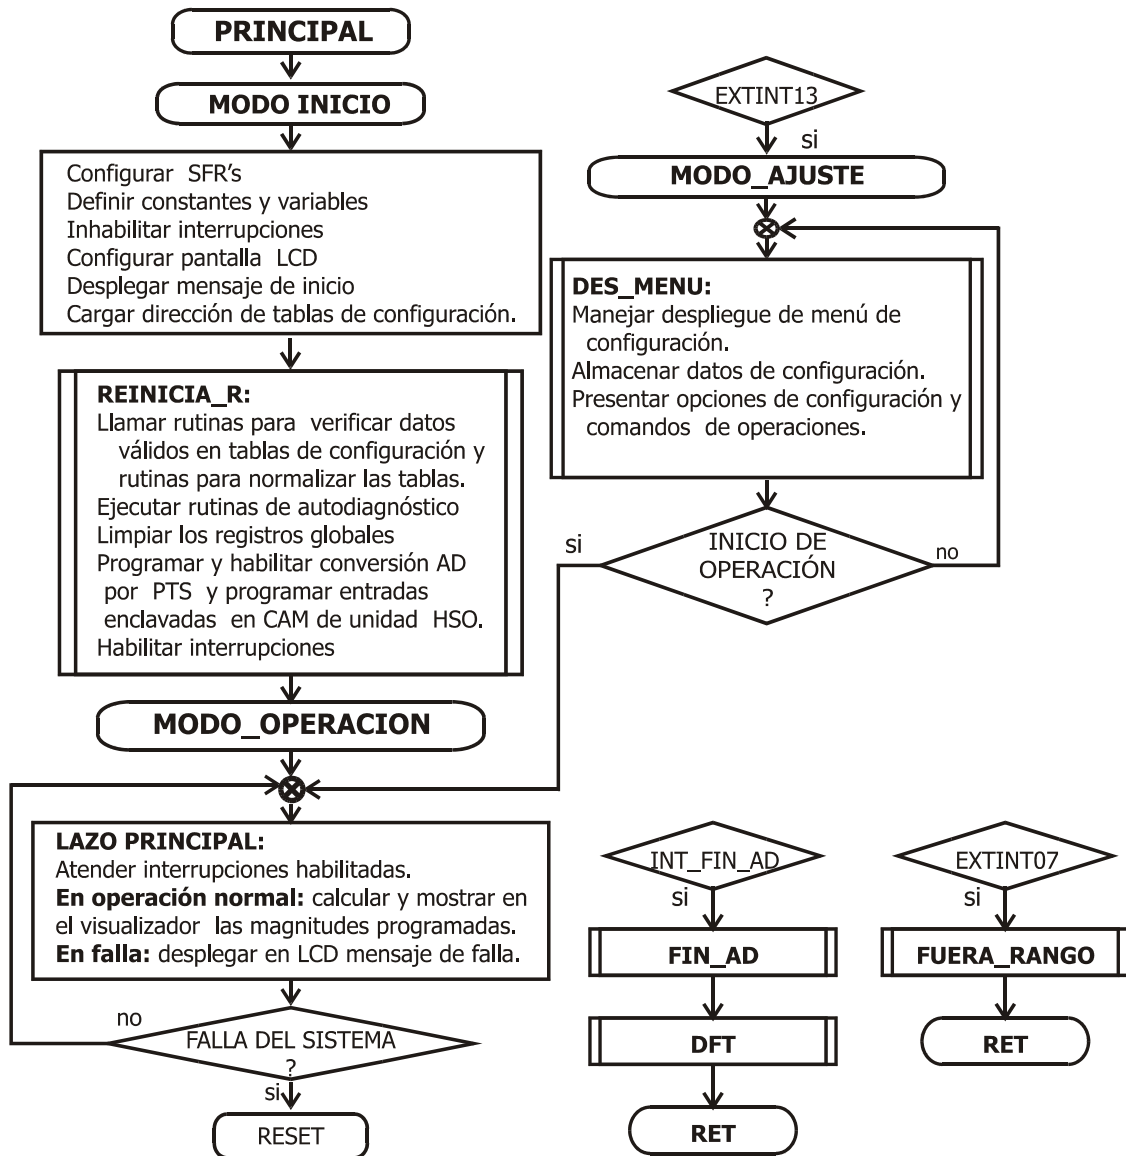 PRINCIPAL
MODO INICIO
Configurar SFR's
Definir constantes y variables
Inhabilitar interrupciones
Configurar pantalla LCD
Desplegar mensaje de inicio
Cargar dirección de tablas de configuración.
REINICIA_R:
Llamar rutinas para verificar datos
válidos en tablas de configuración y
rutinas para normalizar las tablas.
Ejecutar rutinas de autodiagnóstico
Limpiar los registros globales
Programar y habilitar conversión AD
por PTS y programar entradas
enclavadas en CAM de unidad HSO.
Habilitar interrupciones
MODO_OPERACION
LAZO PRINCIPAL:
Atender interrupciones habilitadas.
En operación normal: calcular y mostrar en
el visualizador las magnitudes programadas.
En falla: desplegar en LCD mensaje de falla.
no
FALLA DEL SISTEMA
?
si
RESET
EXTINT13
si
MODO_AJUSTE
DES_MENU:
Manejar despliegue de menú de
configuración.
Almacenar datos de configuración.
Presentar opciones de configuración y
comandos de operaciones.
si
INICIO DE
OPERACIÓN
?
no
INT_FIN_AD
si
FIN_AD
DFT
RET
EXTINT07
si
FUERA_RANGO
RET